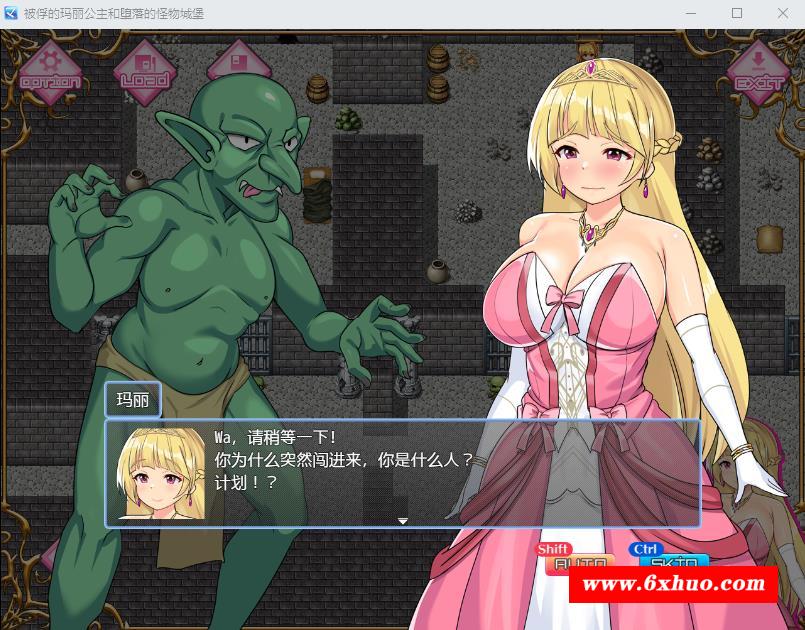 被俘的玛丽公主和堕落的怪物城堡
OPTION
LOAD
EXIT
玛丽
Wa，请稍等一下！
你为什么突然闯进来，你是什么人？
计划！？
Shift
AUTO
Ctrl
SKIP
www.6xhuo.com